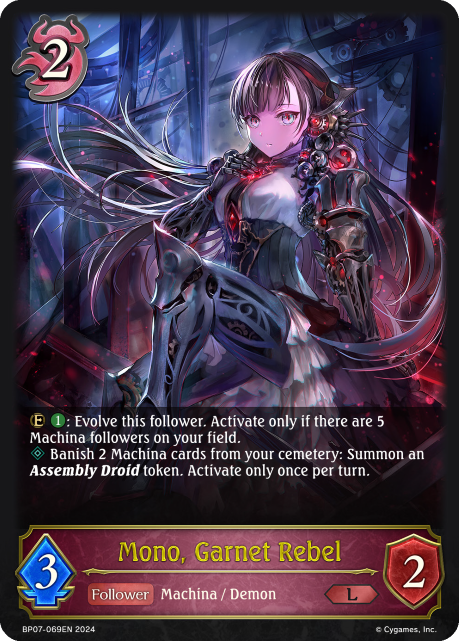 2
E 1: Evolve this follower. Activate only if there are 5
Machina followers on your field.
Banish 2 Machina cards from your cemetery: Summon an
Assembly Droid token. Activate only once per turn.
Mono, Garnet Rebel
3
Follower Machina / Demon L
2
BP07-069EN 2024 © Cygames, Inc.